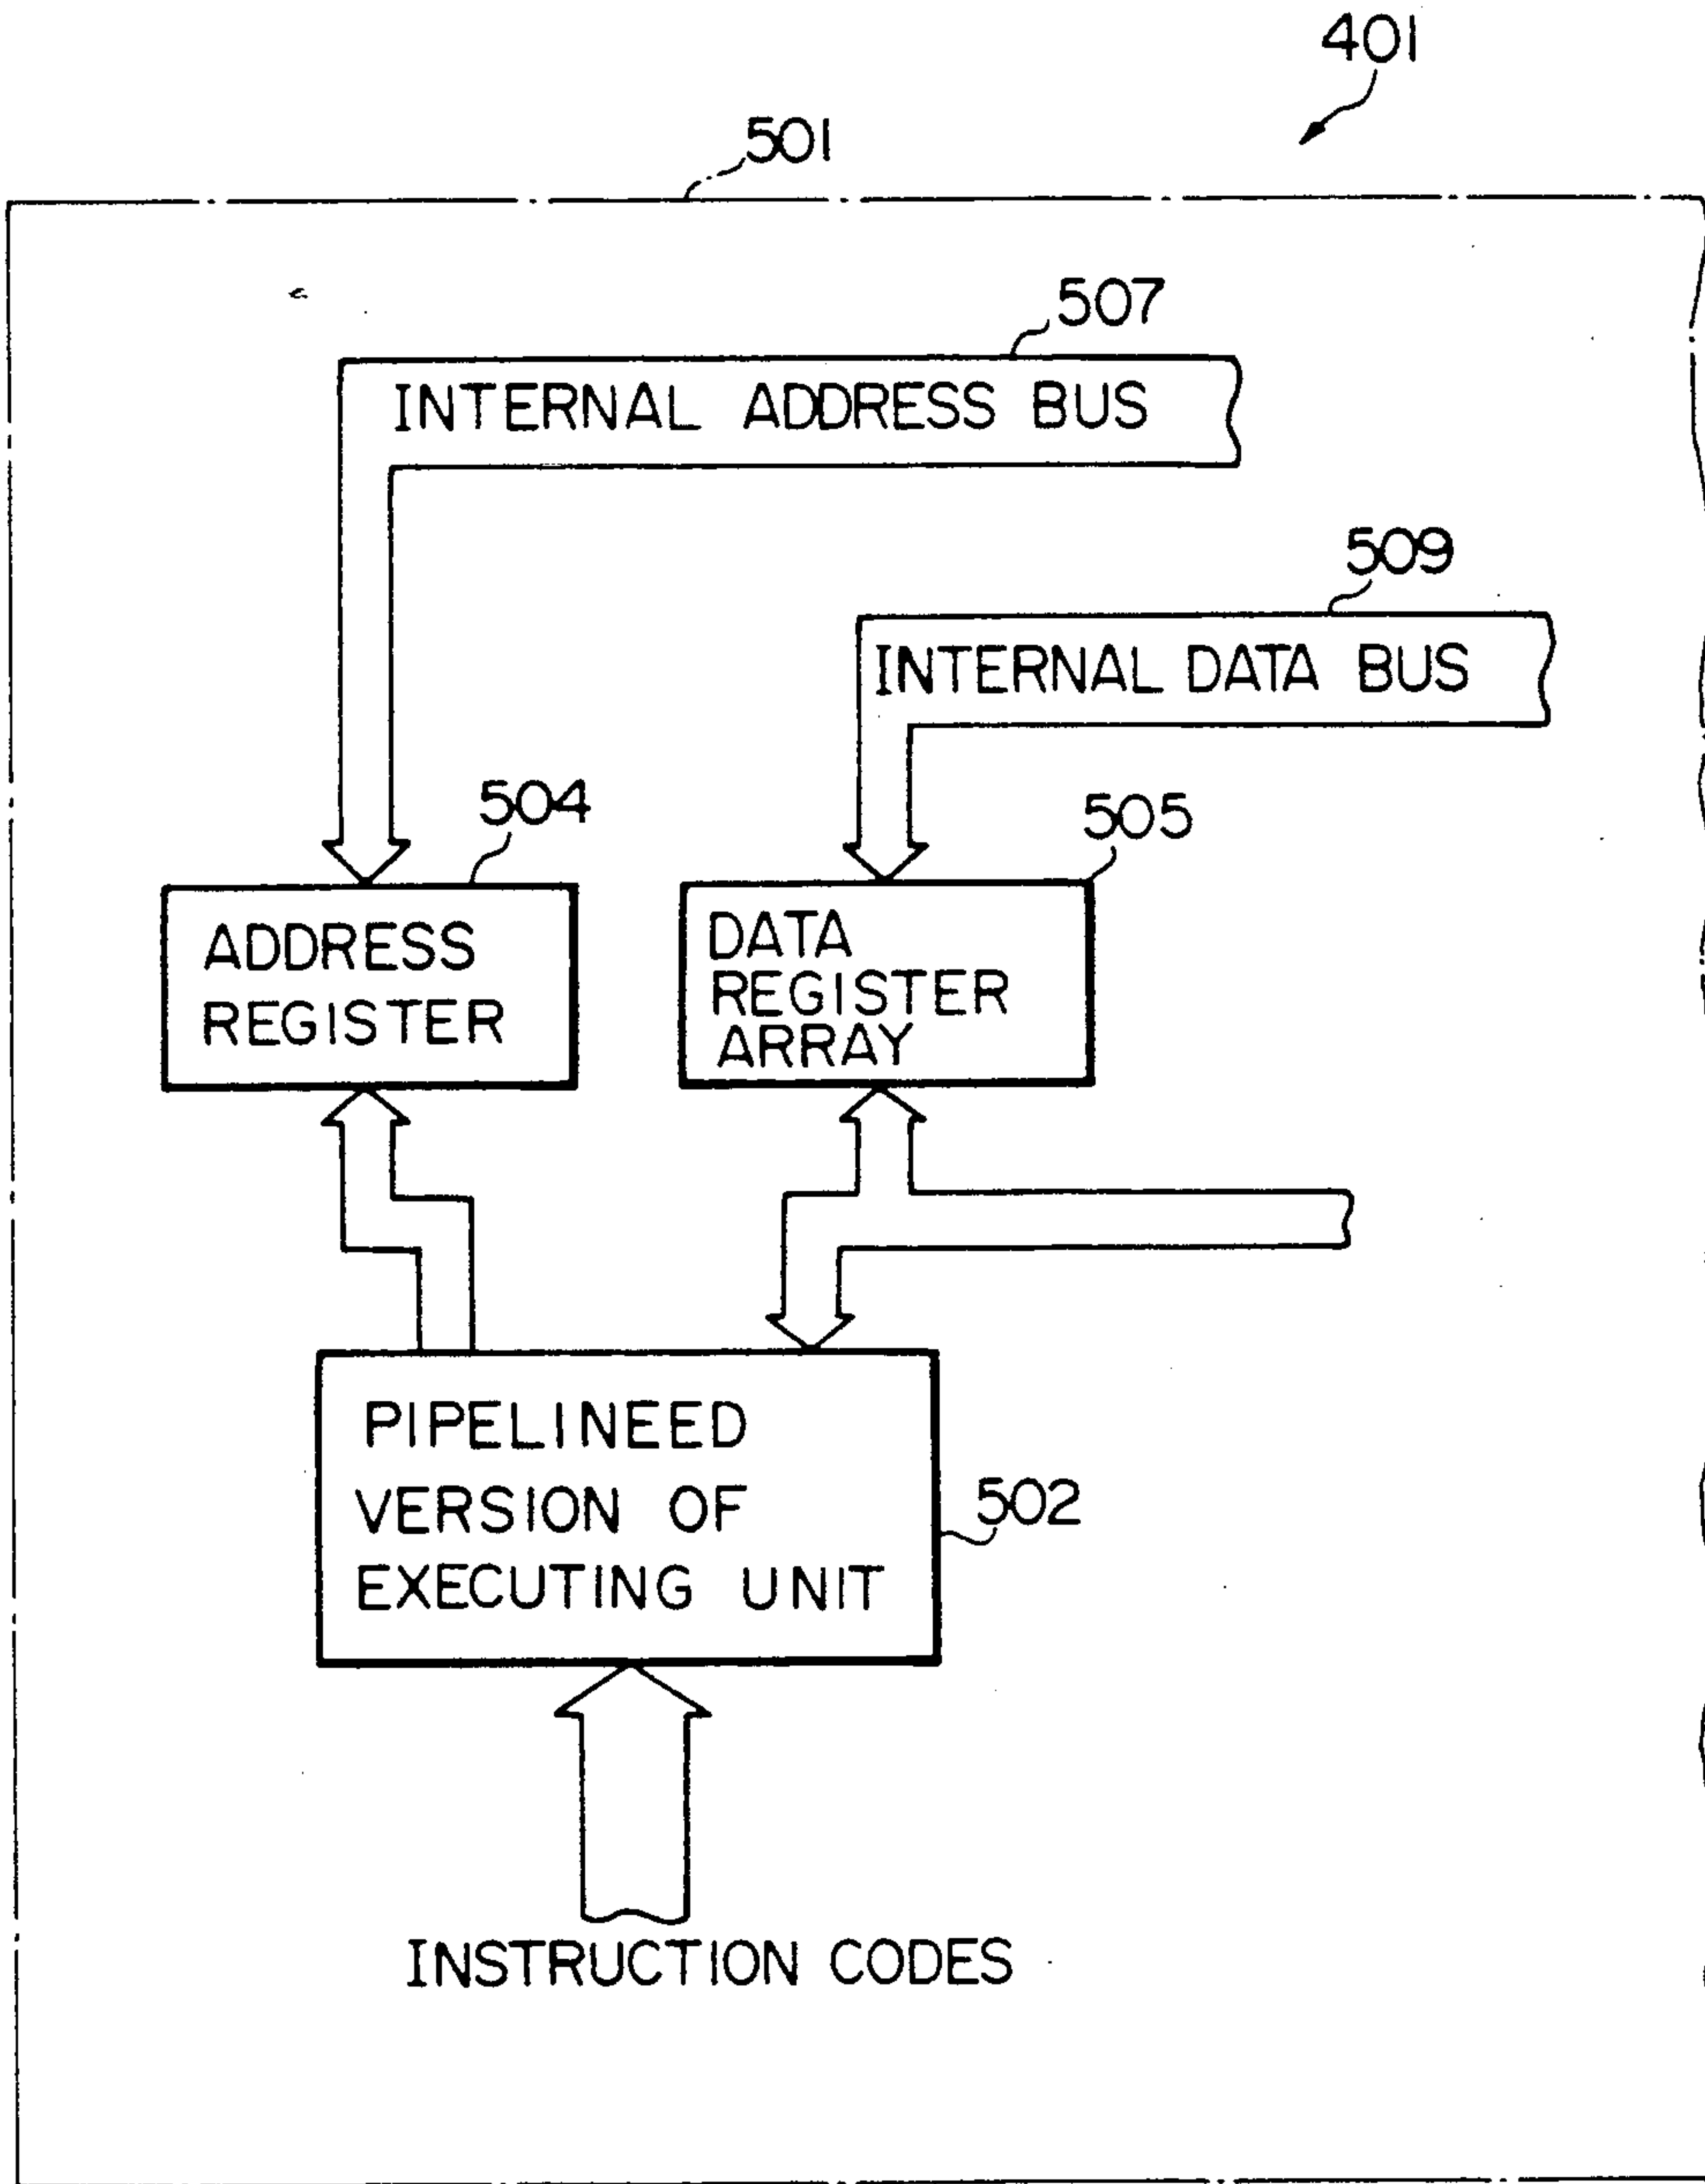 401
501
507
INTERNAL ADDRESS BUS
509
INTERNAL DATA BUS
504
505
ADDRESS
REGISTER
DATA
REGISTER
ARRAY
PIPELINEED
VERSION OF
EXECUTING UNIT
502
INSTRUCTION CODES